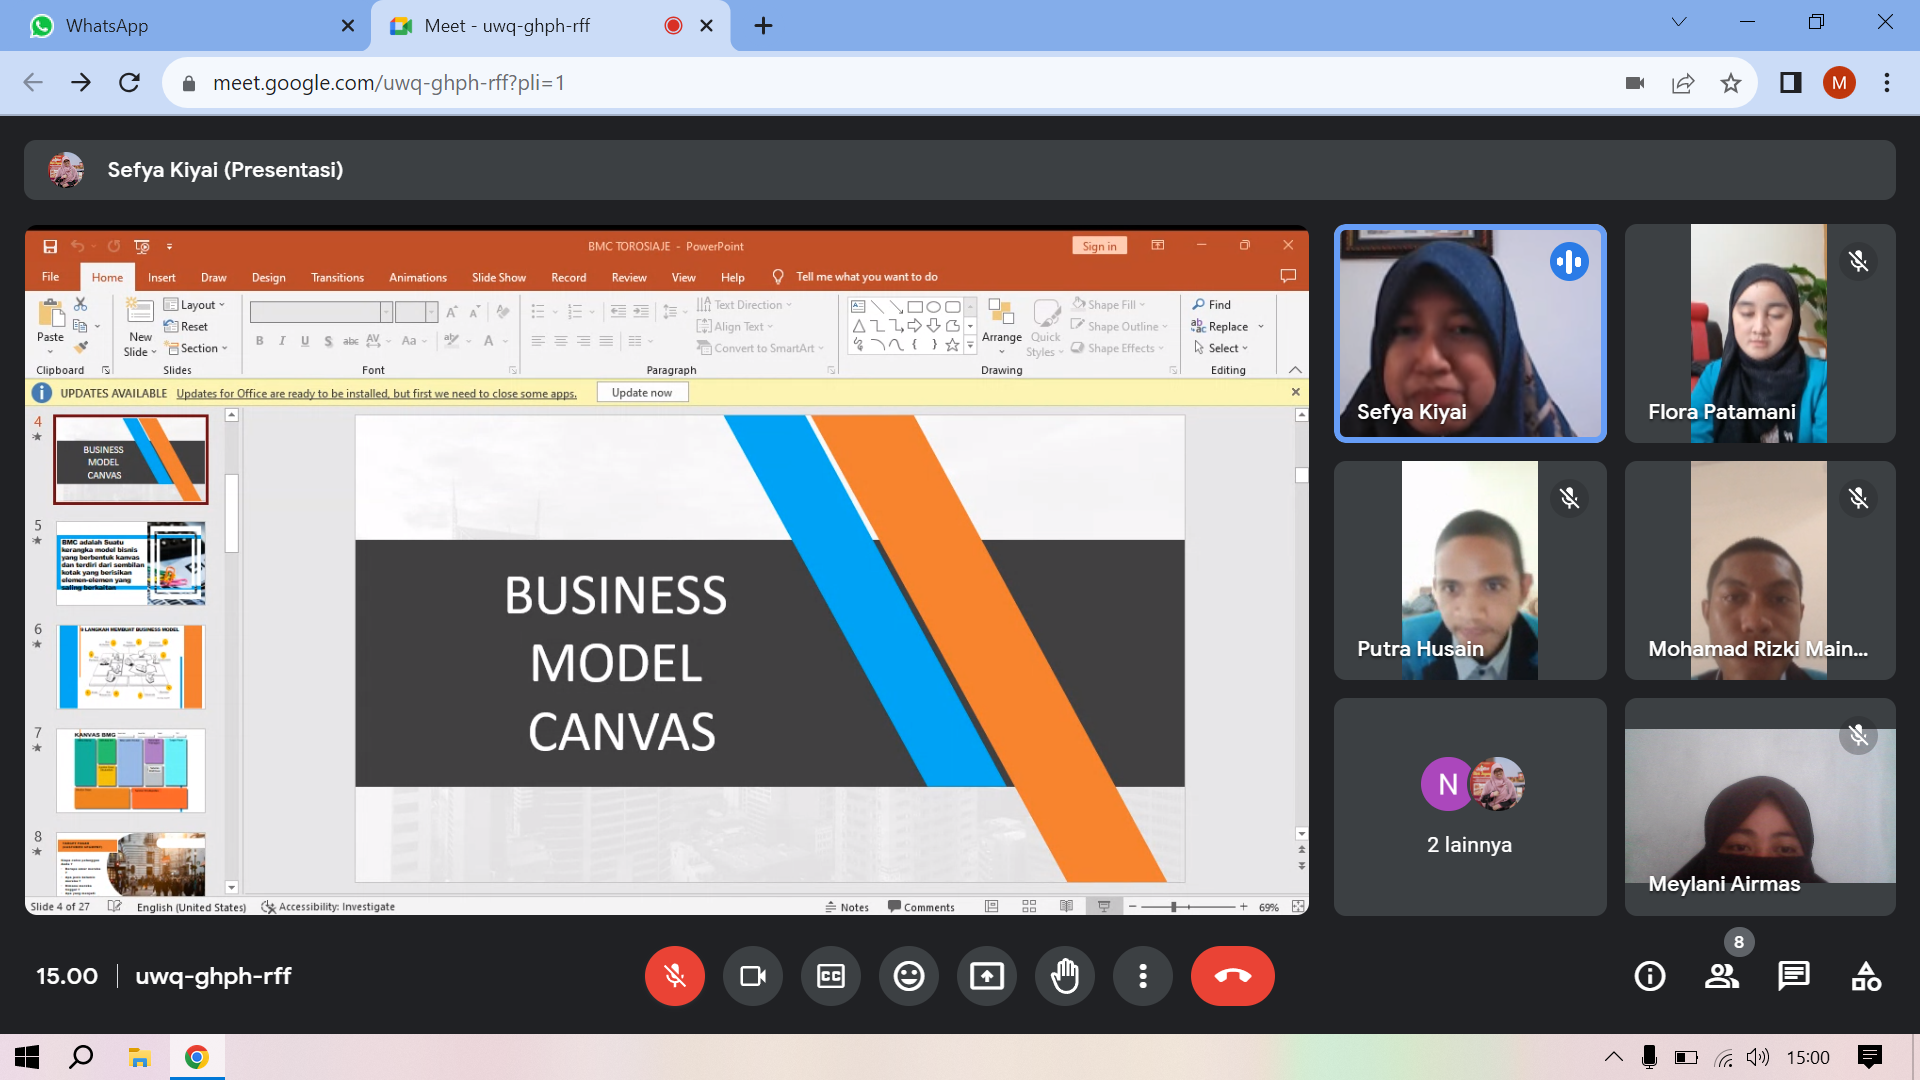 WhatsApp
Meet - uwq-ghph-rff
meet.google.com/uwq-ghph-rff?pli=1
M
Sefya Kiyai (Presentasi)
BMC TOROSIAJE - PowerPoint
Sign in
File Home Insert Draw Design Transitions Animations Slide Show Record Review View Help Tell me what you want to do
Paste
Clipboard
New Slide
Layout
Reset
Section
Slides
B I U S abc AV Aa A
Font
Text Direction
Align Text
Convert to SmartArt
Paragraph
Arrange
Quick Styles
Shape Fill
Shape Outline
Shape Effects
Drawing
Find
Replace
Select
Editing
UPDATES AVAILABLE Updates for Office are ready to be installed, but first we need to close some apps. Update now
4
BUSINESS
MODEL
CANVAS
5
BMC adalah Suatu
kerangka model bisnis
yang berbentuk kanvas
dan terdiri dari sembilan
kotak yang berisikan
elemen-elemen yang
saling berkaitan
6
9 LANGKAH MEMBUAT BUSINESS MODEL
7
KANVAS BMC
8
BUSINESS
MODEL
CANVAS
Slide 4 of 27 English (United States) Accessibility: Investigate Notes Comments 69%
Sefya Kiyai
Flora Patamani
Putra Husain
Mohamad Rizki Main...
N
2 lainnya
Meylani Airmas
15.00 uwq-ghph-rff
CC
8
15:00